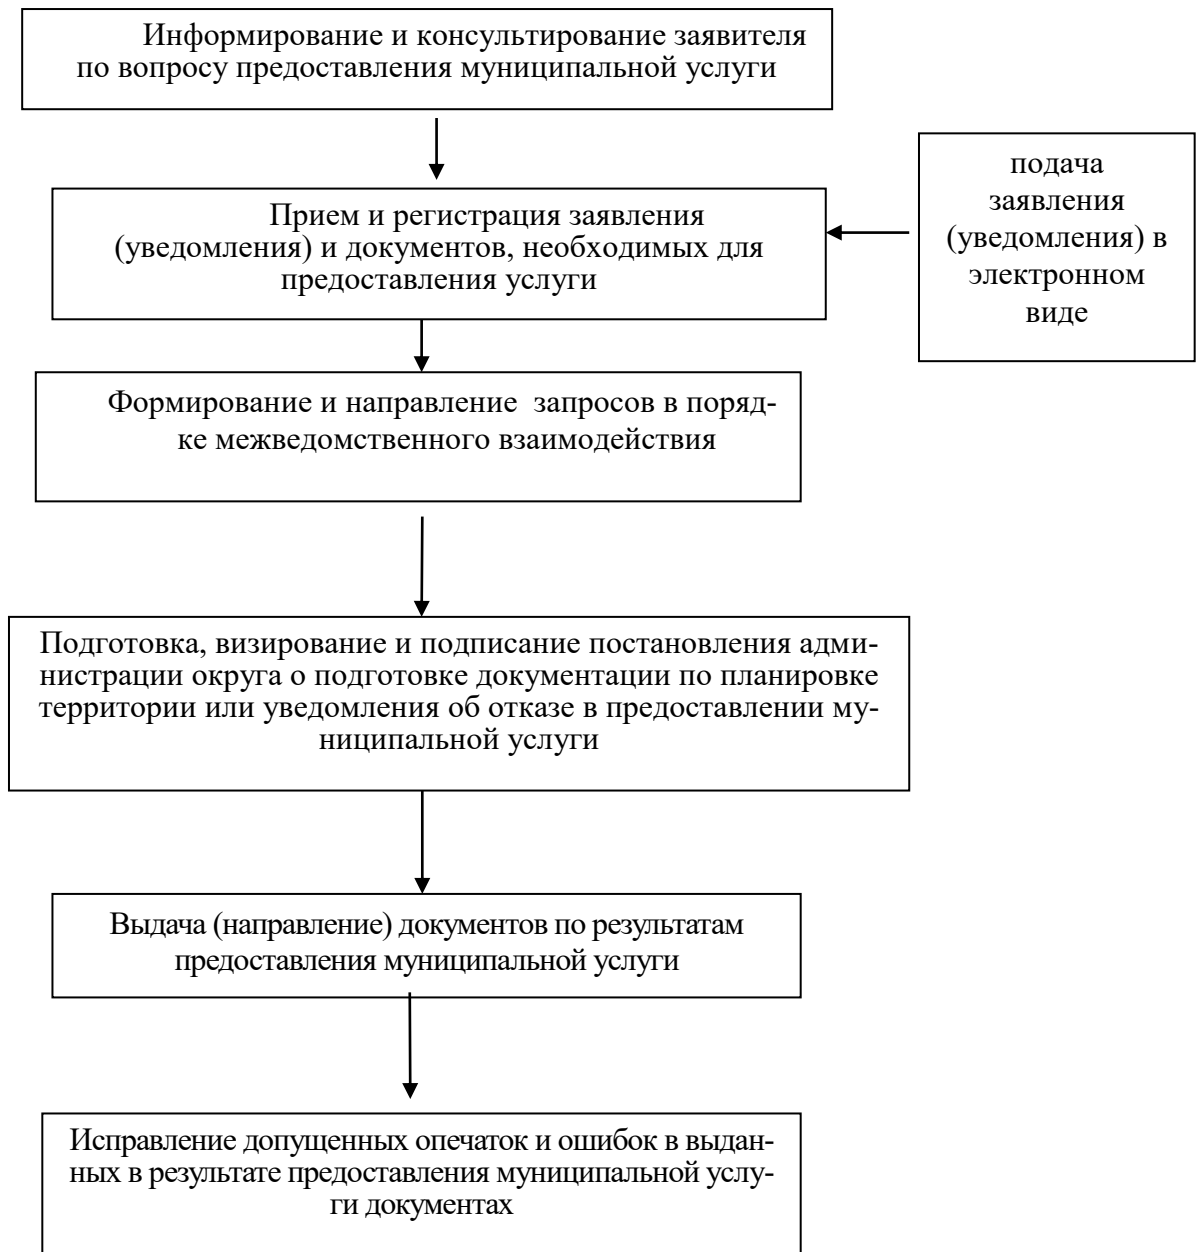 Информирование и консультирование заявителя
по вопросу предоставления муниципальной услуги
подача
заявления
(уведомления) в
электронном
виде
Прием и регистрация заявления
(уведомления) и документов, необходимых для
предоставления услуги
Формирование и направление запросов в поряд-
ке межведомственного взаимодействия
Подготовка, визирование и подписание постановления адми-
нистрации округа о подготовке документации по планировке
территории или уведомления об отказе в предоставлении му-
ниципальной услуги
Выдача (направление) документов по результатам
предоставления муниципальной услуги
Исправление допущенных опечаток и ошибок в выдан-
ных в результате предоставления муниципальной услу-
ги документах